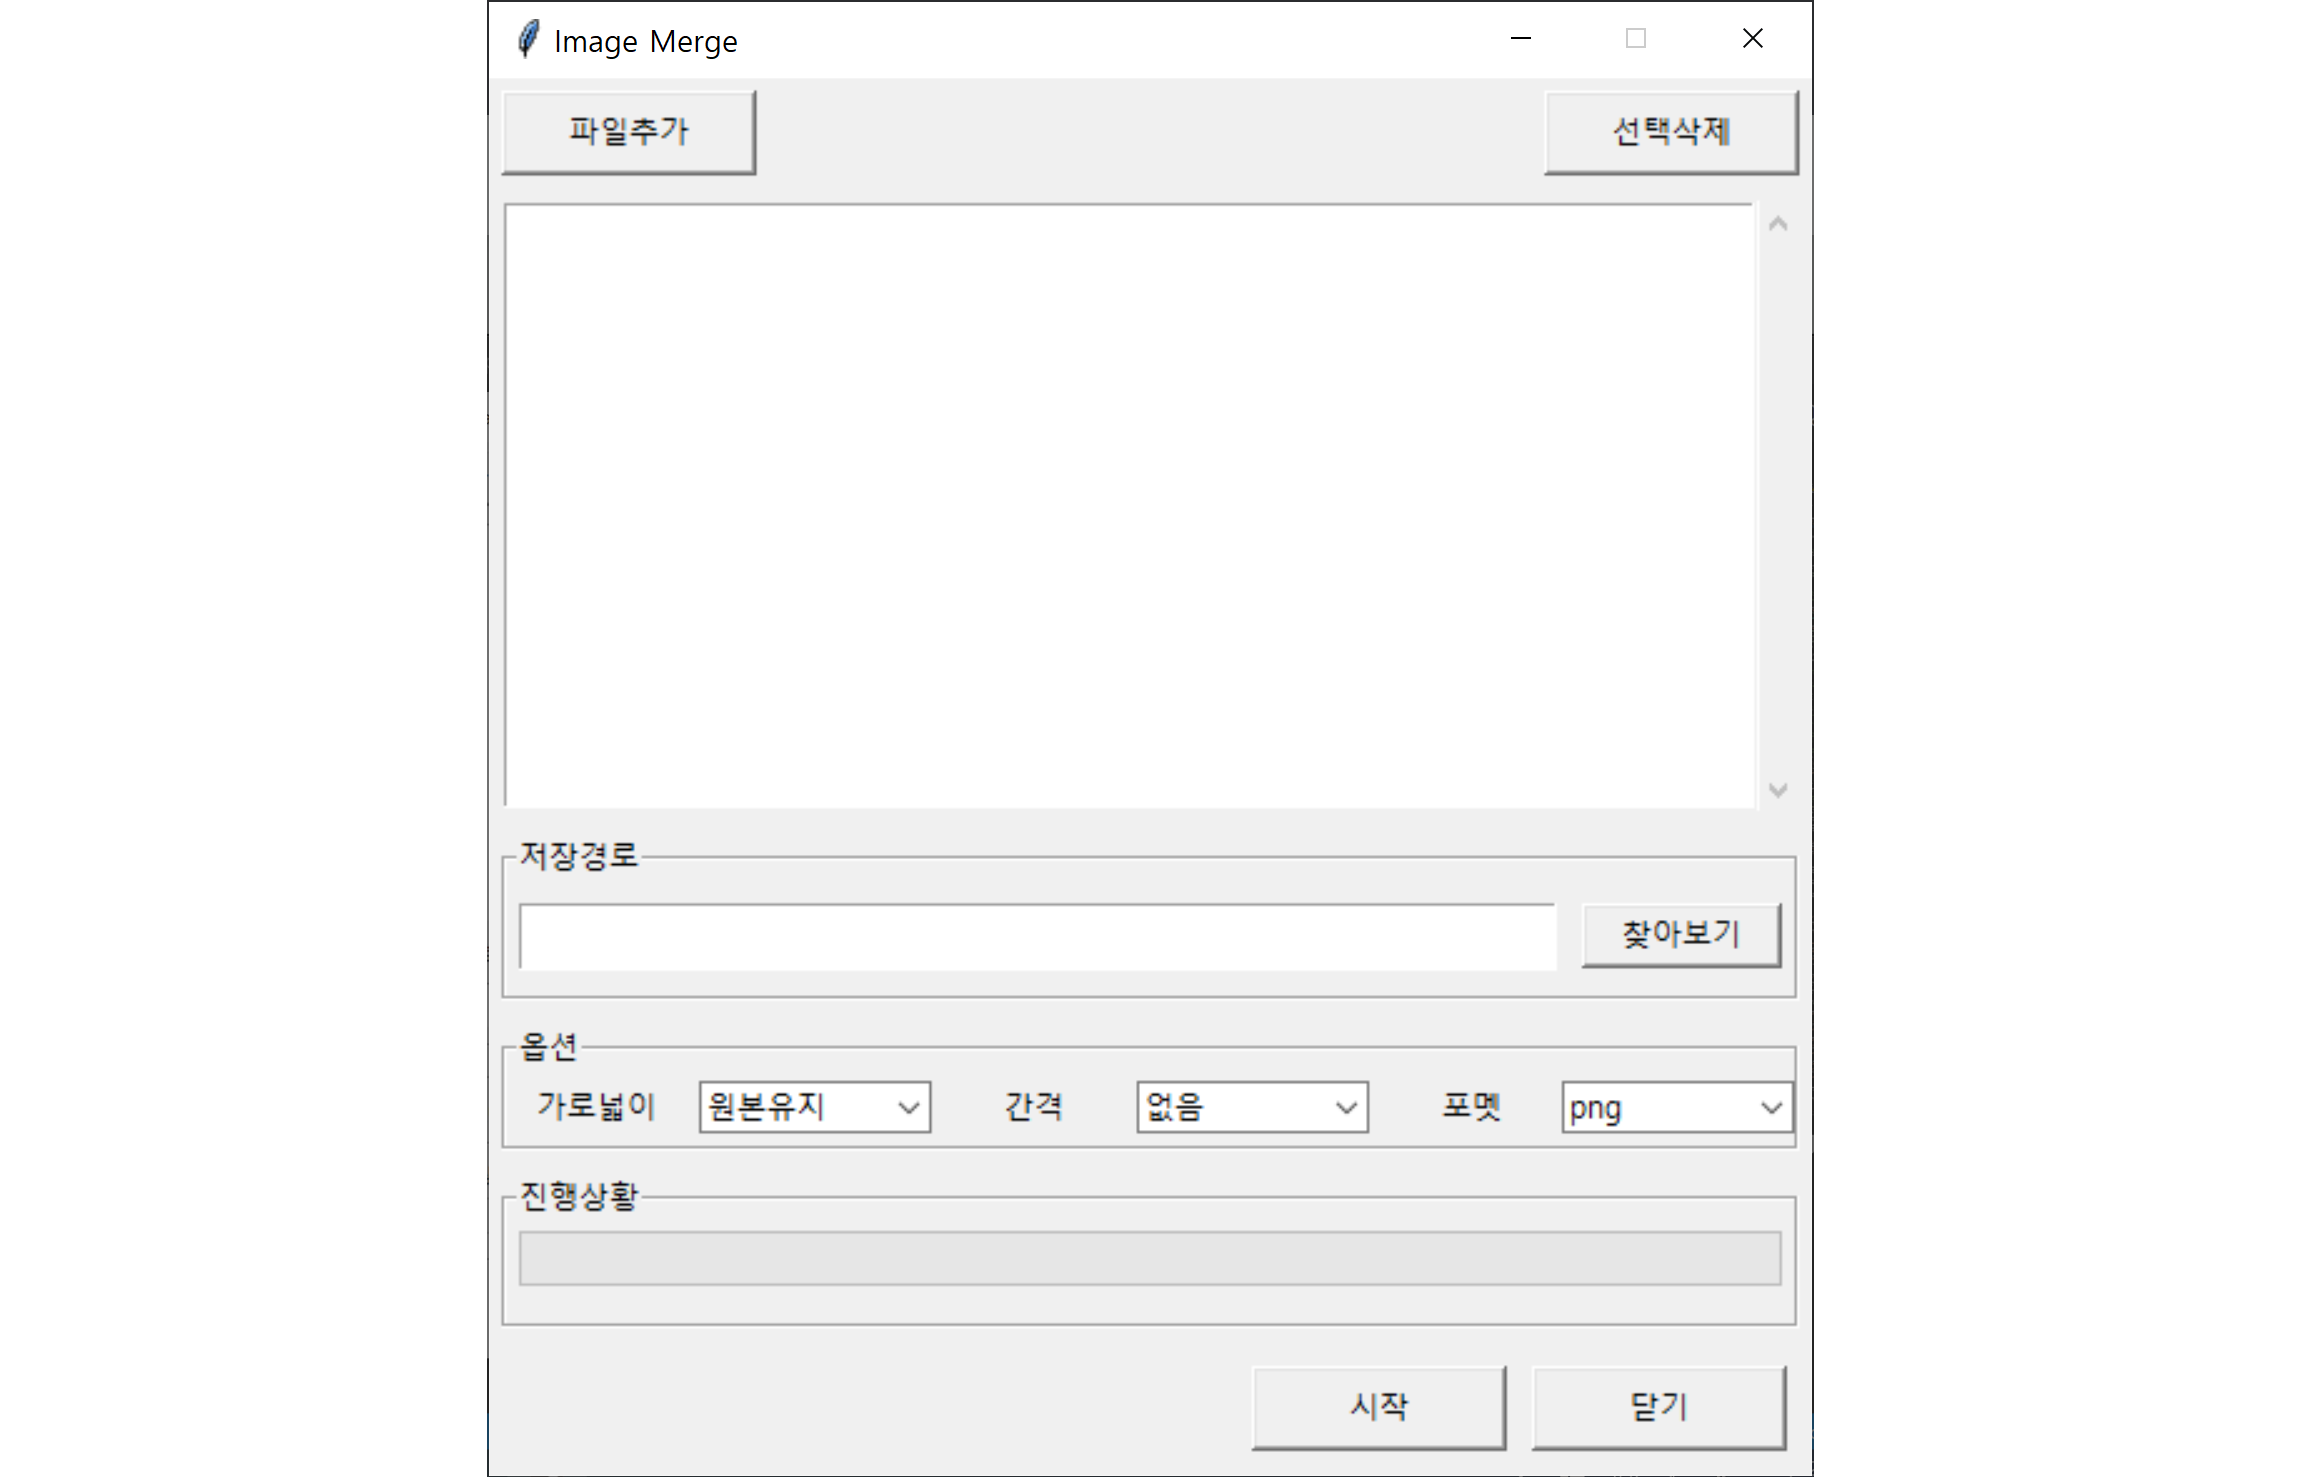 Image Merge
파일추가 선택삭제
저장경로
찾아보기
옵션
가로넓이 원본유지 간격 없음 포멧 png
진행상황
시작 닫기